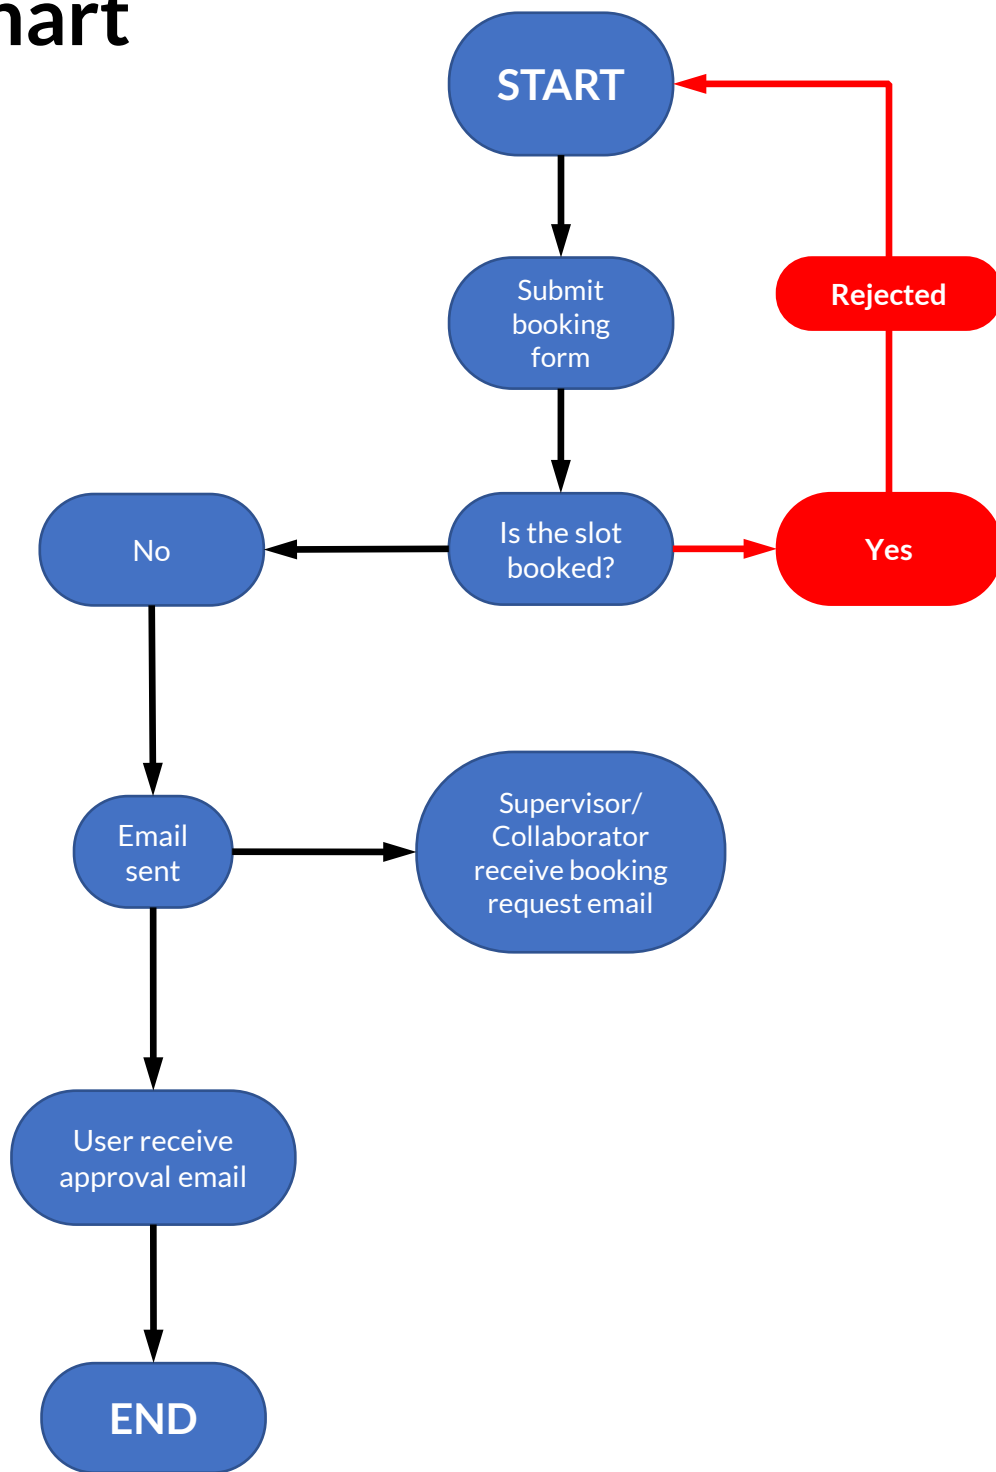 hart
START
Submit
booking
form
Rejected
No
Is the slot
booked?
Yes
Email
sent
Supervisor/
Collaborator
receive booking
request email
User receive
approval email
END